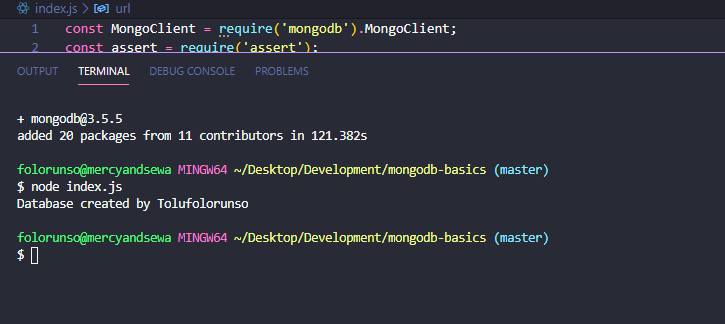 index.js > url
1 const MongoClient = require('mongodb').MongoClient;
2 const assert = require('assert');
OUTPUT TERMINAL DEBUG CONSOLE PROBLEMS
+ mongodb@3.5.5
added 20 packages from 11 contributors in 121.382s
folorunso@mercyandsewa MINGW64 ~/Desktop/Development/mongodb-basics (master)
$ node index.js
Database created by Tolufolorunso
folorunso@mercyandsewa MINGW64 ~/Desktop/Development/mongodb-basics (master)
$